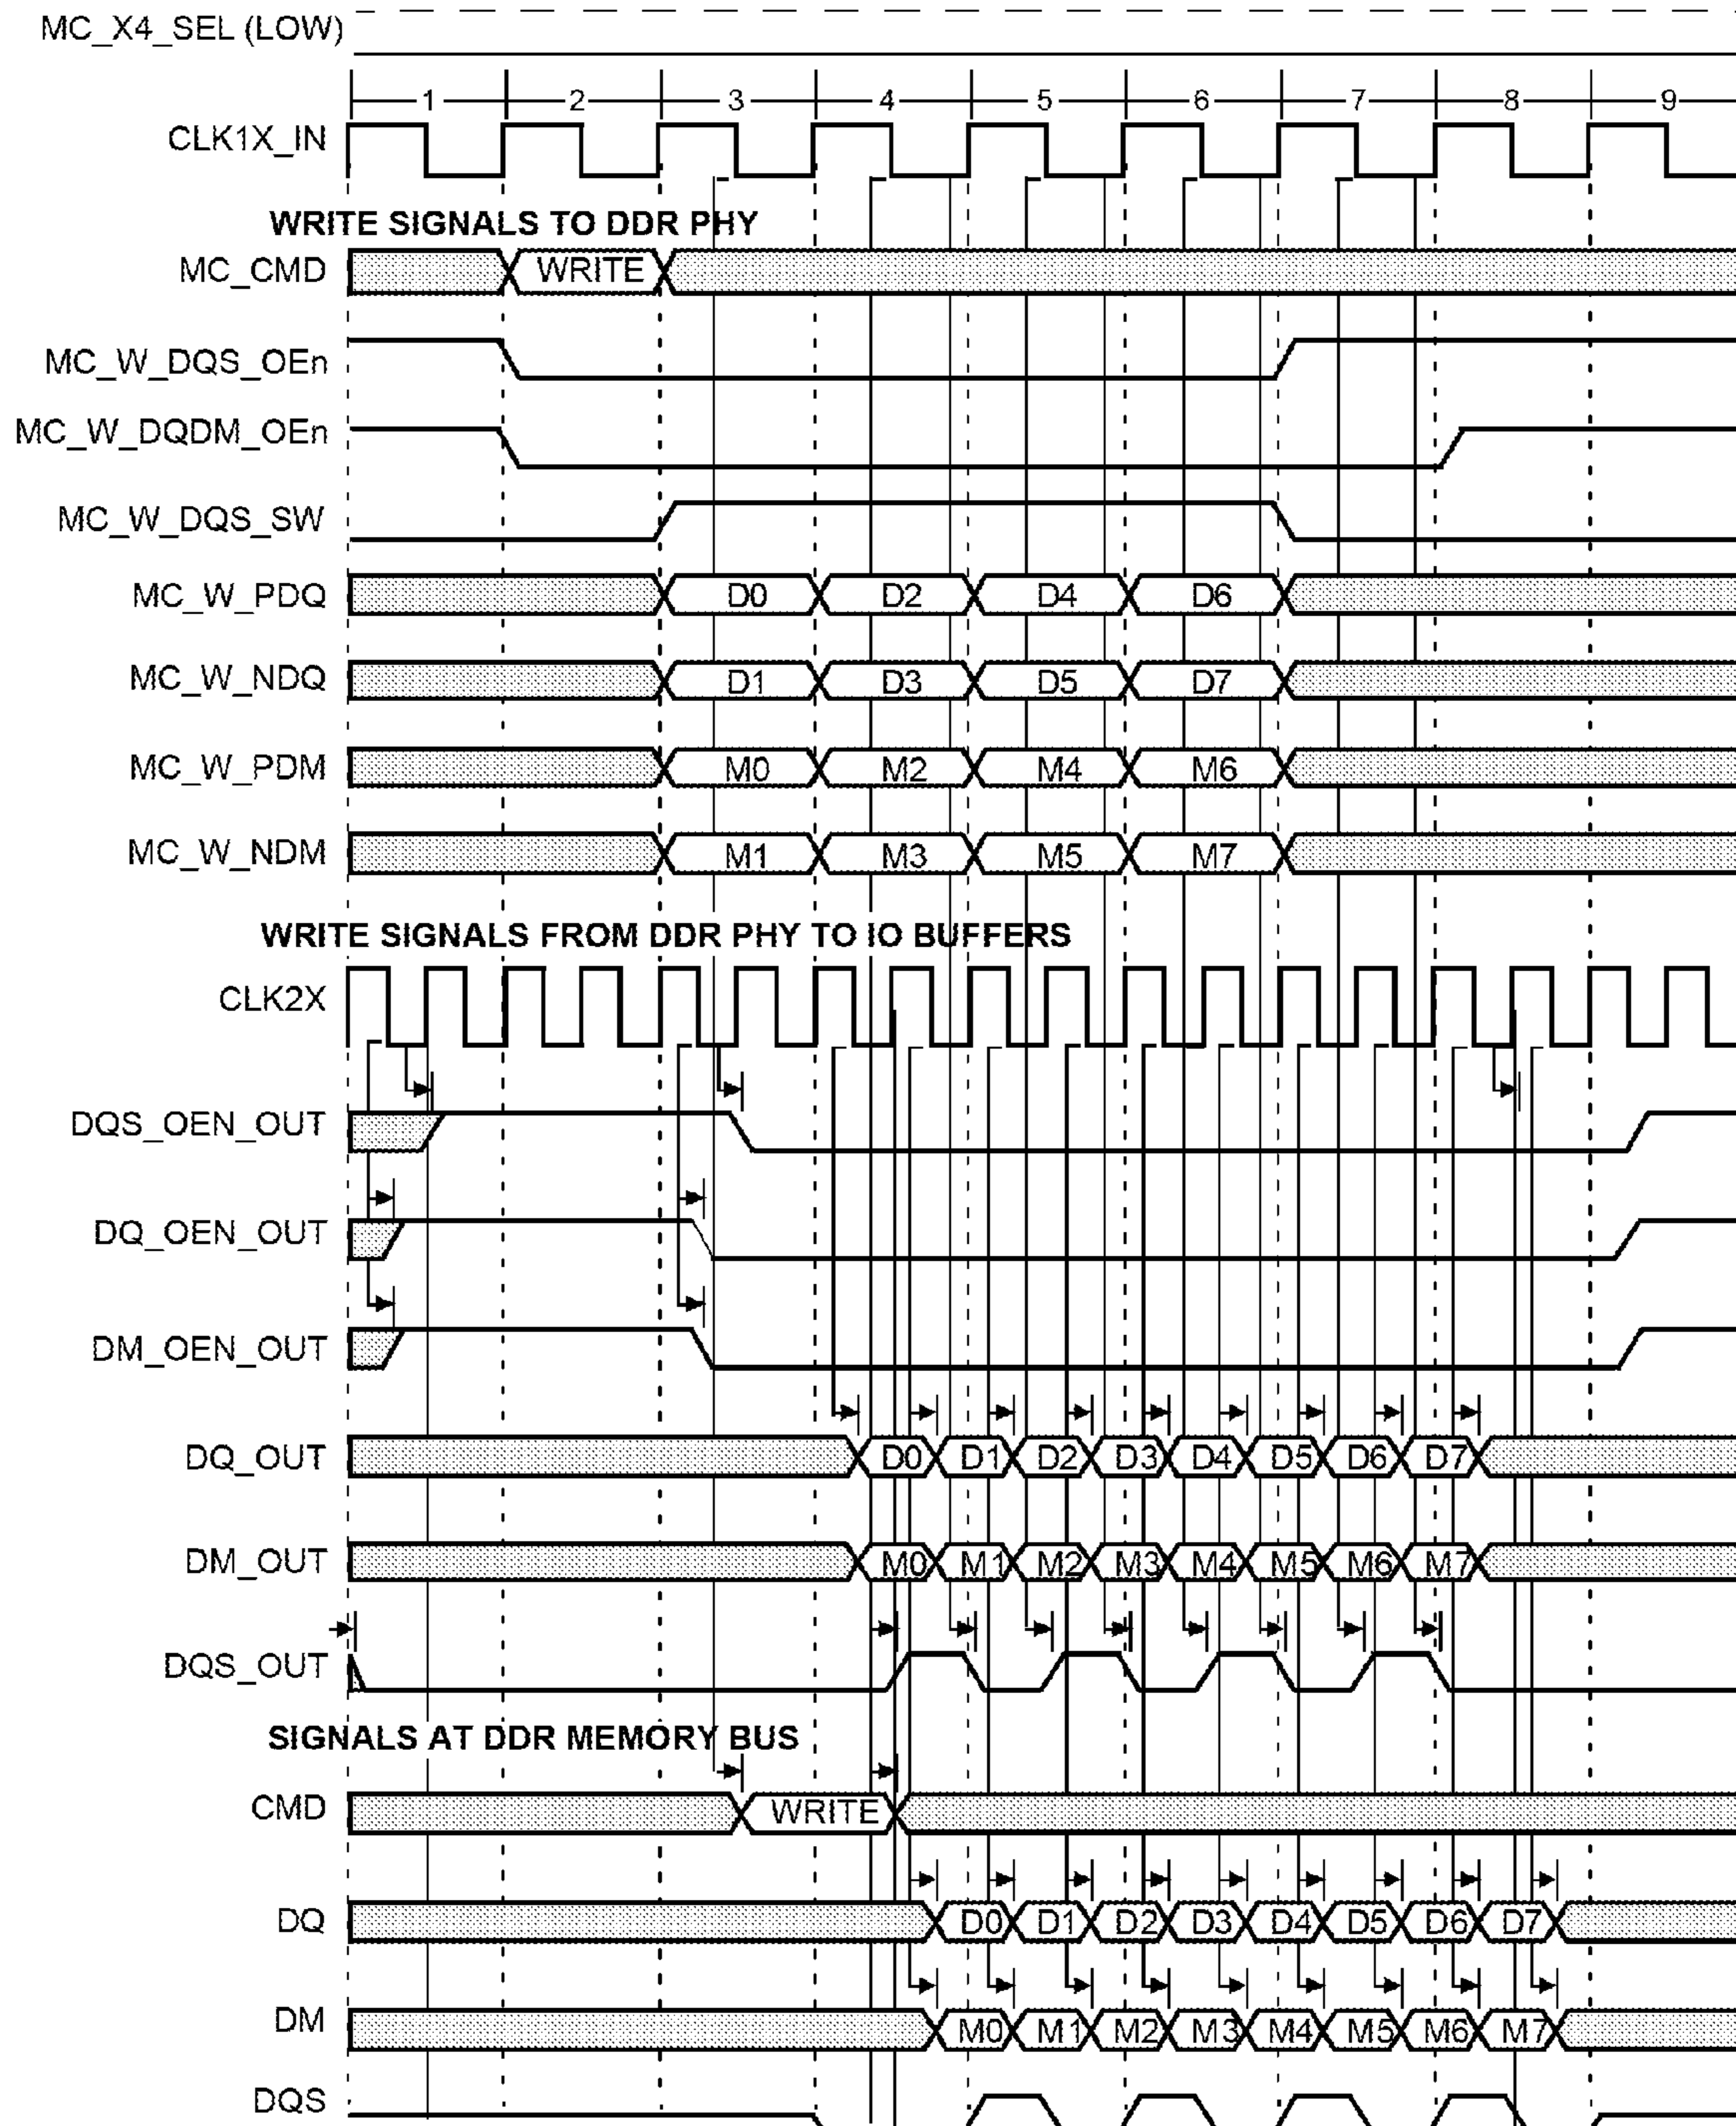 MC_X4_SEL (LOW)
1 2 3 4 5 6 7 8 9
CLK1X_IN
WRITE SIGNALS TO DDR PHY
MC_CMD WRITE
MC_W_DQS_OEn
MC_W_DQDM_OEn
MC_W_DQS_SW
MC_W_PDQ D0 D2 D4 D6
MC_W_NDQ D1 D3 D5 D7
MC_W_PDM M0 M2 M4 M6
MC_W_NDM M1 M3 M5 M7
WRITE SIGNALS FROM DDR PHY TO IO BUFFERS
CLK2X
DQS_OEN_OUT
DQ_OEN_OUT
DM_OEN_OUT
DQ_OUT D0 D1 D2 D3 D4 D5 D6 D7
DM_OUT M0 M1 M2 M3 M4 M5 M6 M7
DQS_OUT
SIGNALS AT DDR MEMORY BUS
CMD WRITE
DQ D0 D1 D2 D3 D4 D5 D6 D7
DM M0 M1 M2 M3 M4 M5 M6 M7
DQS